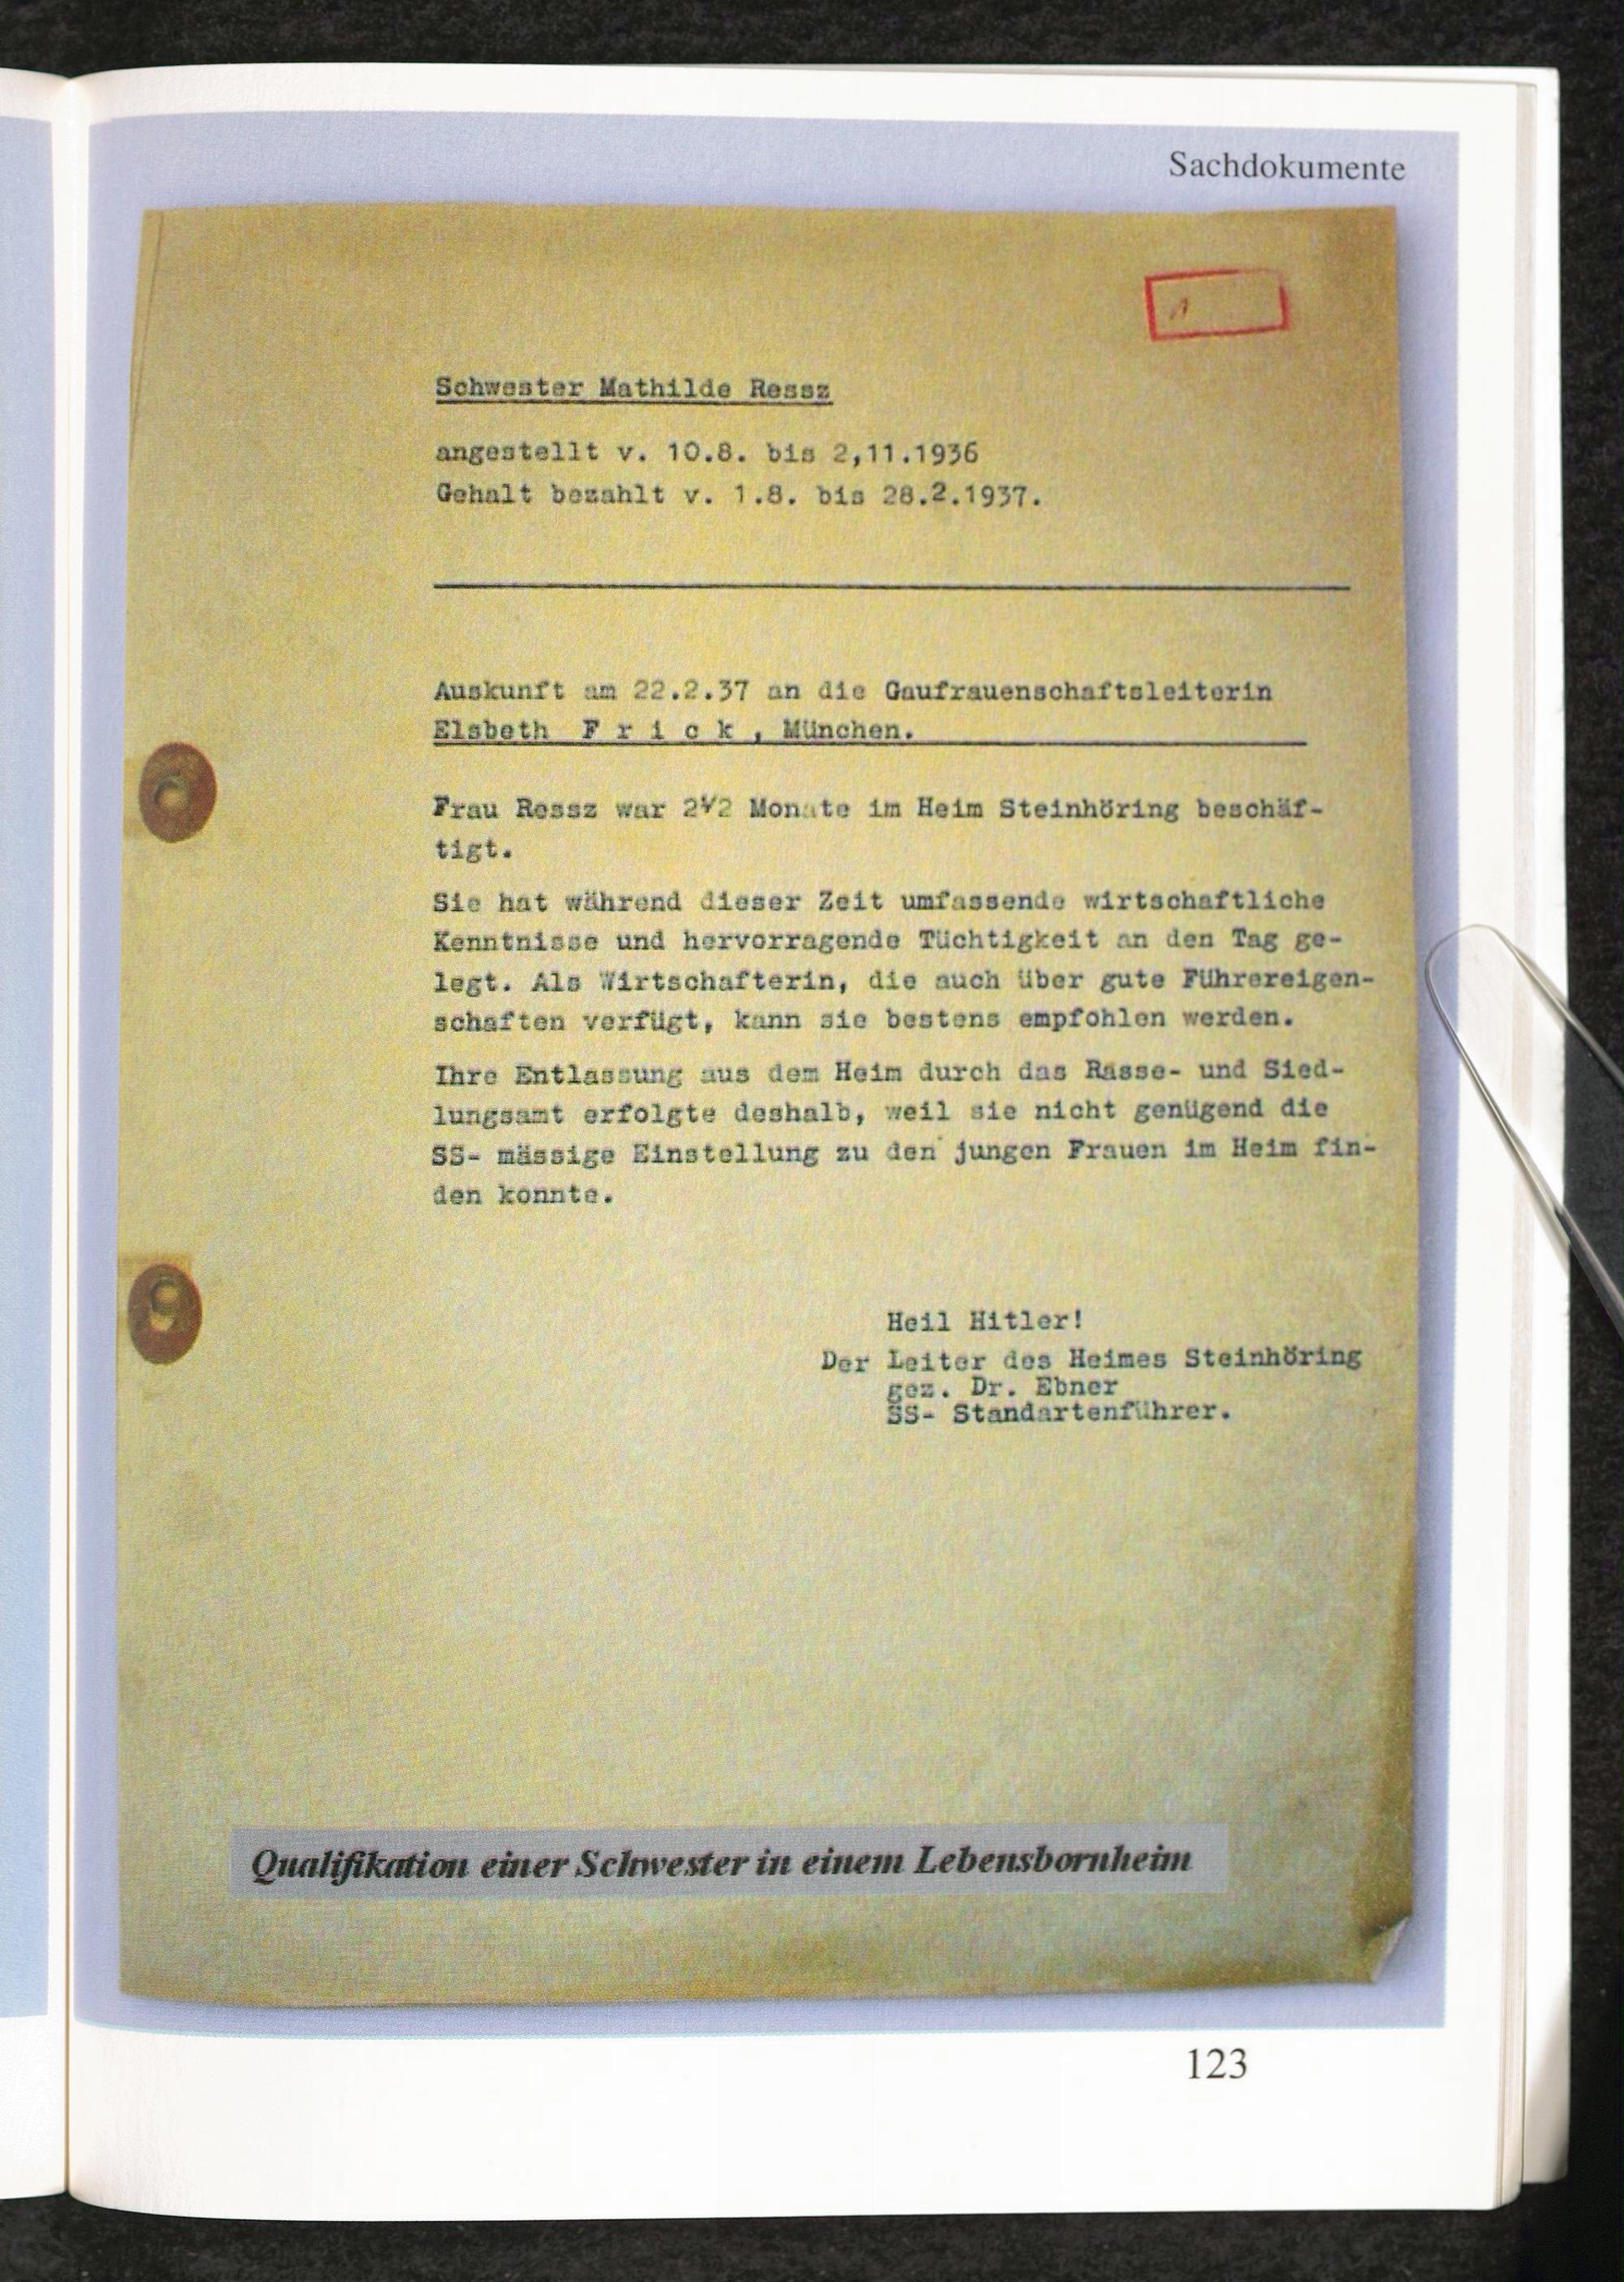 Sachdokumente
Schwester Mathilde Ressz
angestellt v. 10.8. bis 2,11.1936
Gehalt bezahlt v. 1.8. bis 28.2.1937.
Auskunft am 22.2.37 an die Gaufrauenschaftsleiterin
Elsbeth F r i c k , München.
Frau Ressz war 2 1/2 Monate im Heim Steinhöring beschäf-
tigt.
Sie hat während dieser Zeit umfassende wirtschaftliche
Kenntnisse und hervorragende Tüchtigkeit an den Tag ge-
legt. Als Wirtschafterin, die auch über gute Führereigen-
schaften verfügt, kann sie bestens empfohlen werden.
Ihre Entlassung aus dem Heim durch das Rasse- und Sied-
lungsamt erfolgte deshalb, weil sie nicht genügend die
SS- mässige Einstellung zu den jungen Frauen im Heim fin-
den konnte.
Heil Hitler!
Der Leiter des Heimes Steinhöring
gez. Dr. Ebner
SS- Standartenführer.
Qualifikation einer Schwester in einem Lebensbornheim
123